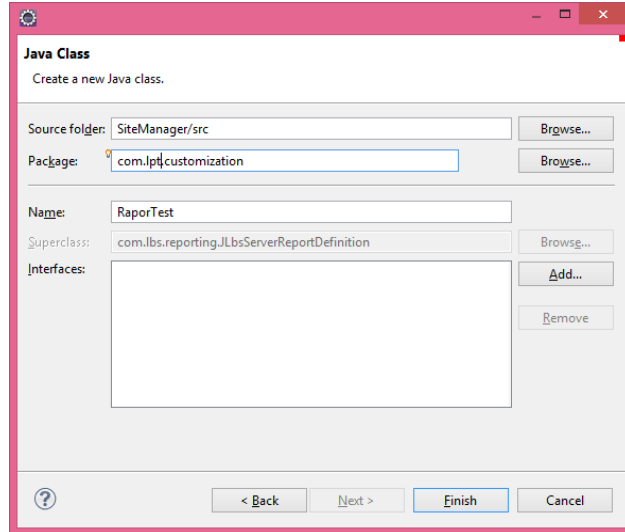 Java Class
Create a new Java class.
Source folder: SiteManager/src Browse...
Package: com.lpt.customization Browse...
Name: RaporTest
Superclass: com.lbs.reporting.JLbsServerReportDefinition Browse...
Interfaces: Add...
Remove
? < Back Next > Finish Cancel